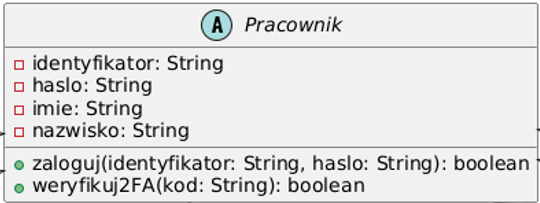 A Pracownik
identyfikator: String
haslo: String
imie: String
nazwisko: String
zaloguj(identyfikator: String, haslo: String): boolean
weryfikuj2FA(kod: String): boolean